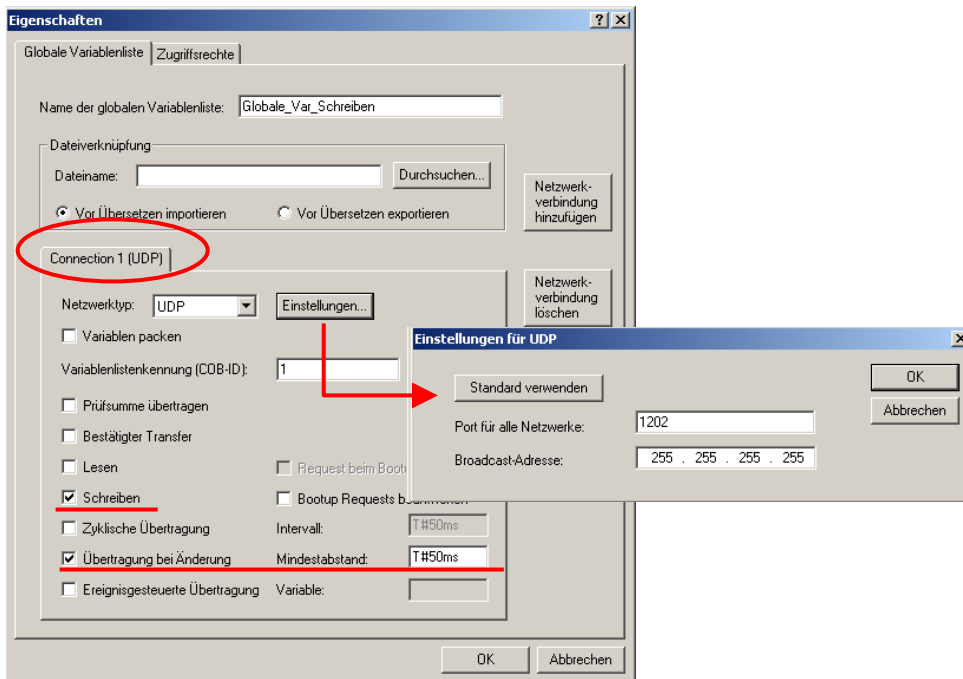 Eigenschaften
Globale Variablenliste
Zugriffsrechte
Name der globalen Variablenliste:
Globale_Var_Schreiben
Dateiverknüpfung
Dateiname:
Durchsuchen...
Netzwerk-
verbindung
hinzufügen
Vor Übersetzen importieren
Vor Übersetzen exportieren
Connection 1 (UDP)
Netzwerk-
verbindung
löschen
Netzwerktyp:
UDP
Einstellungen...
Variablen packen
Variablenlistenkennung (COB-ID):
1
Prüfsumme übertragen
Bestätigter Transfer
Lesen
Request beim Boot
Schreiben
Bootup Requests
Zyklische Übertragung
Intervall:
T#50ms
Übertragung bei Änderung
Mindestabstand:
T#50ms
Ereignisgesteuerte Übertragung
Variable:
OK
Abbrechen
Einstellungen für UDP
Standard verwenden
OK
Abbrechen
Port für alle Netzwerke:
1202
Broadcast-Adresse:
255 . 255 . 255 . 255